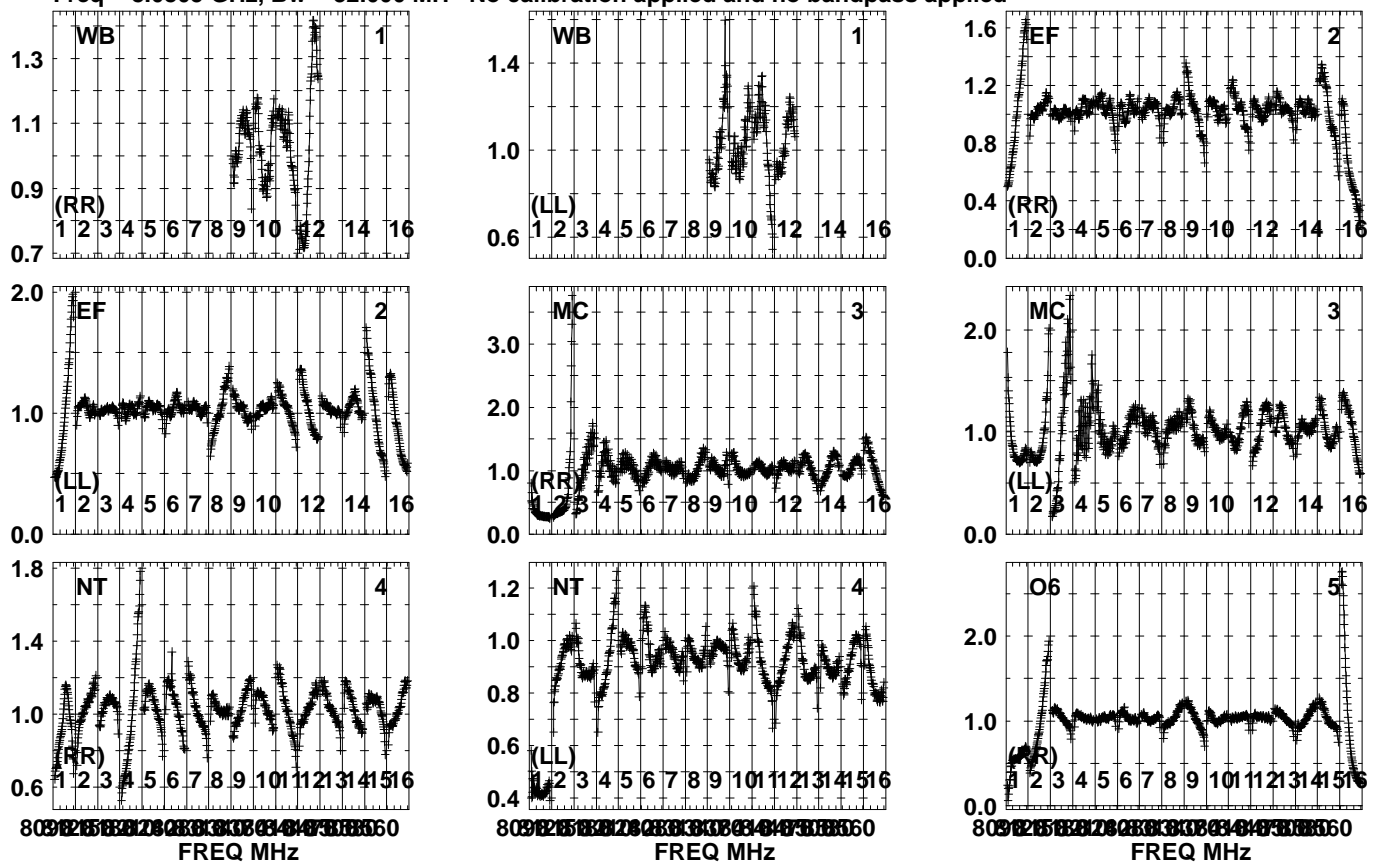 WB 1
1.3
1.1
0.9
(RR)
1 2 3 4 5 6 7 8 9 10 12 14 16
0.7
WB 1
1.4
1.0
(LL)
0.6
1 2 3 4 5 6 7 8 9 10 12 14 16
EF 2
1.6
1.2
0.8
0.4
(RR)
1 2 3 4 5 6 7 8 9 10 12 14 16
0.0
2.0
EF 2
1.0
(LL)
1 2 3 4 5 6 7 8 9 10 12 14 16
0.0
MC 3
3.0
2.0
1.0
(RR)
1 2 3 4 5 6 7 8 9 10 12 14 16
0.0
MC 3
2.0
1.0
(LL)
1 2 3 4 5 6 7 8 9 10 12 14 16
0.0
1.8
NT 4
1.4
1.0
(RR)
0.6
1 2 3 4 5 6 7 8 9 10 11 12 13 14 15 16
1.2
NT 4
1.0
0.8
0.6
(LL)
1 2 3 4 5 6 7 8 9 10 11 12 13 14 15 16
0.4
O6 5
2.0
1.0
(RR)
1 2 3 4 5 6 7 8 9 10 11 12 13 14 15 16
0.0
FREQ MHz
FREQ MHz
FREQ MHz